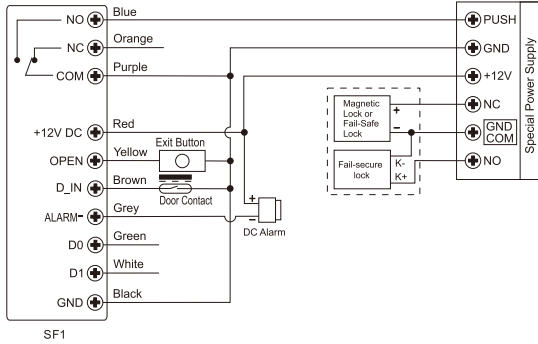 NO
Blue
NC
Orange
COM
Purple
+12V DC
Red
OPEN
Yellow
Exit Button
D_IN
Brown
Door Contact
ALARM-
Grey
+
-
DC Alarm
D0
Green
D1
White
GND
Black
SF1
PUSH
GND
+12V
Magnetic
Lock or
Fail-Safe
Lock
+
-
NC
GND
COM
Fail-secure
lock
K-
K+
NO
Special Power Supply